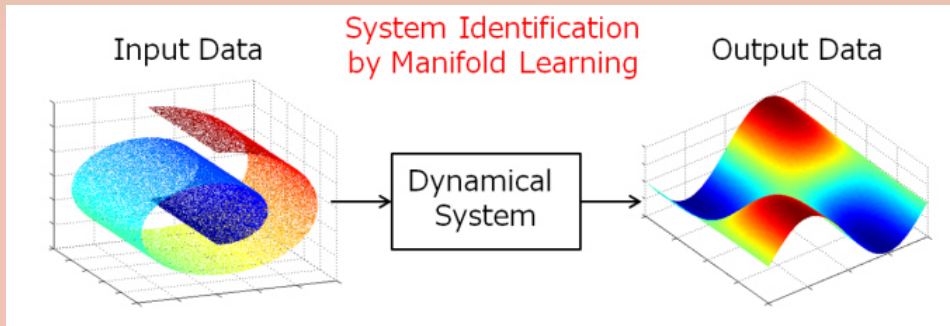 Input Data
System Identification
by Manifold Learning
Output Data
Dynamical
System